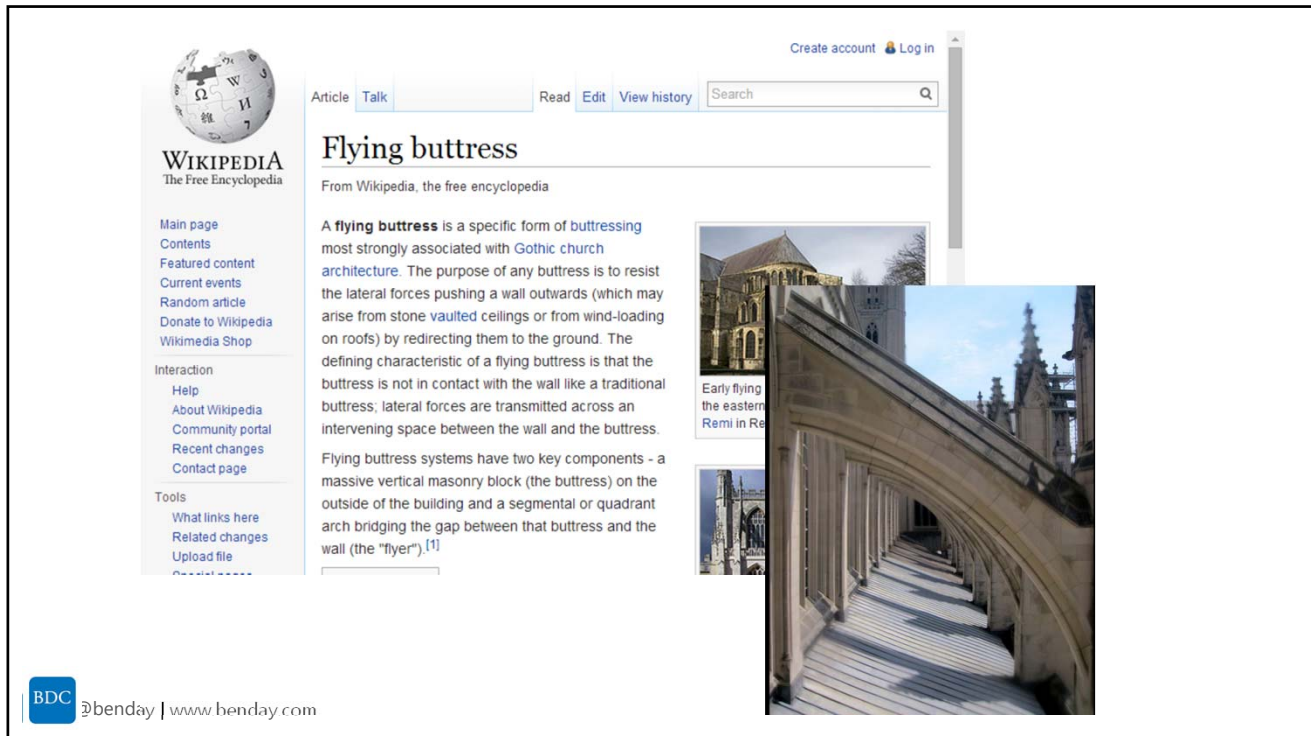 Create account Log in
Article Talk Read Edit View history Search
WIKIPEDIA
The Free Encyclopedia
Main page
Contents
Featured content
Current events
Random article
Donate to Wikipedia
Wikimedia Shop
Interaction
Help
About Wikipedia
Community portal
Recent changes
Contact page
Tools
What links here
Related changes
Upload file
Flying buttress
From Wikipedia, the free encyclopedia
A flying buttress is a specific form of buttressing
most strongly associated with Gothic church
architecture. The purpose of any buttress is to resist
the lateral forces pushing a wall outwards (which may
arise from stone vaulted ceilings or from wind-loading
on roofs) by redirecting them to the ground. The
defining characteristic of a flying buttress is that the
buttress is not in contact with the wall like a traditional
buttress; lateral forces are transmitted across an
intervening space between the wall and the buttress.
Flying buttress systems have two key components - a
massive vertical masonry block (the buttress) on the
outside of the building and a segmental or quadrant
arch bridging the gap between that buttress and the
wall (the "flyer").[1]
Early flying
the eastern
Remi in Re
BDC @benday | www.benday.com